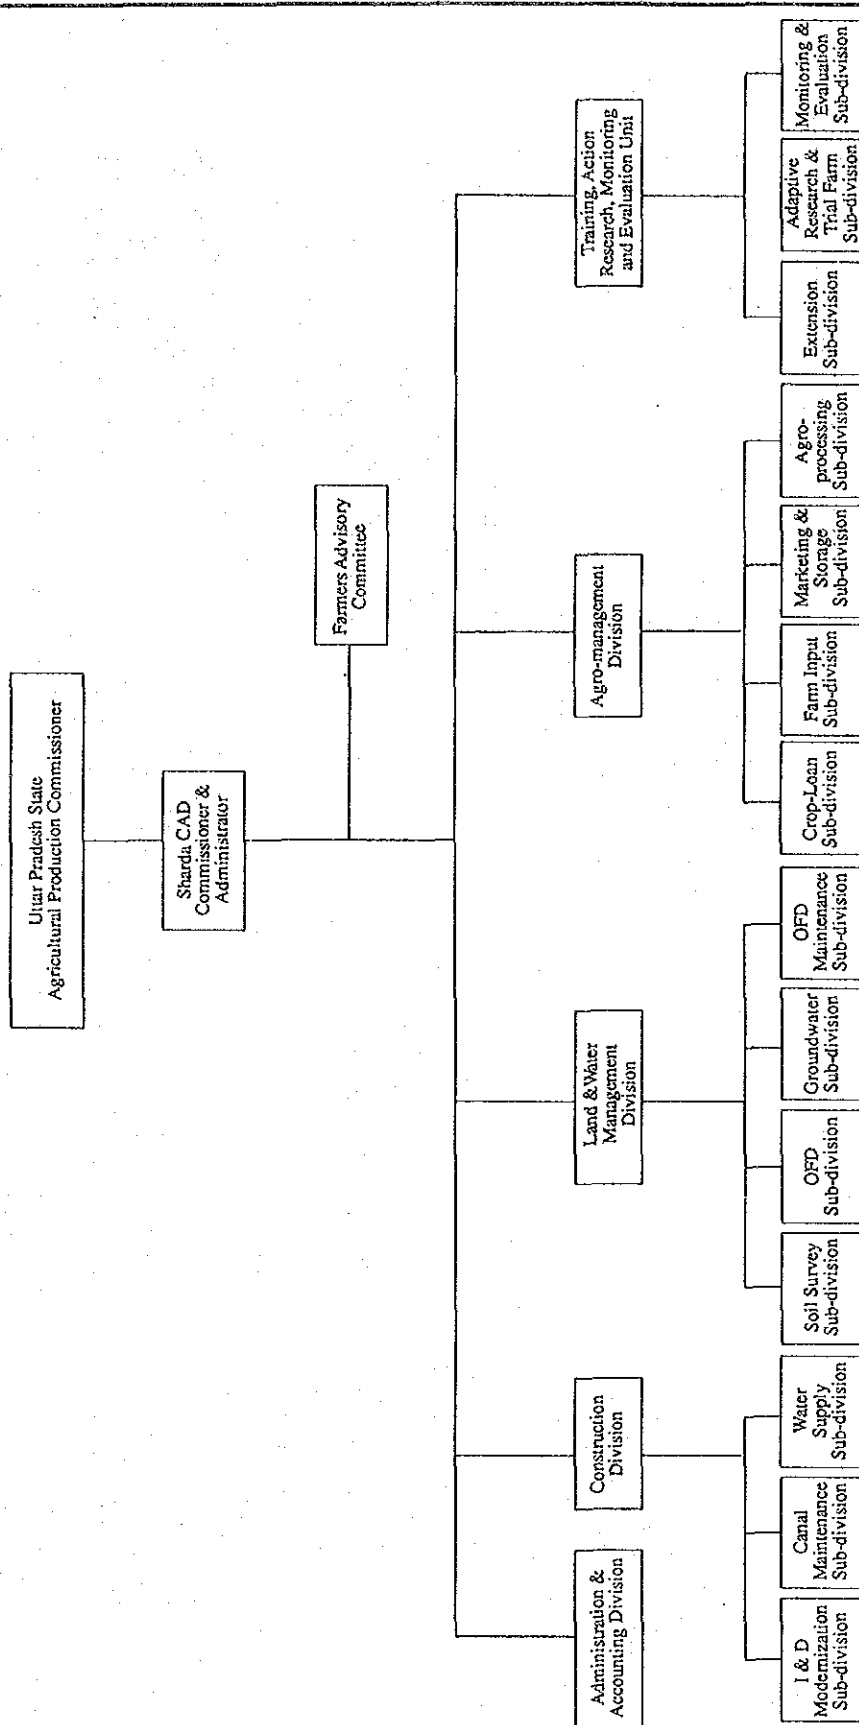 Uttar Pradesh State
Agricultural Production Commissioner
Sharda CAD
Commissioner &
Administrator
Farmers Advisory
Committee
Administration &
Accounting Division
Construction
Division
Land & Water
Management
Division
Agro-management
Division
Training, Action
Research, Monitoring
and Evaluation Unit
I & D
Modernization
Sub-division
Canal
Maintenance
Sub-division
Water
Supply
Sub-division
Soil Survey
Sub-division
OFD
Sub-division
Groundwater
Sub-division
OFD
Maintenance
Sub-division
Crop-Loan
Sub-division
Farm Input
Sub-division
Marketing &
Storage
Sub-division
Agro-
processing
Sub-division
Extension
Sub-division
Adaptive
Research &
Trial Farm
Sub-division
Monitoring &
Evaluation
Sub-division